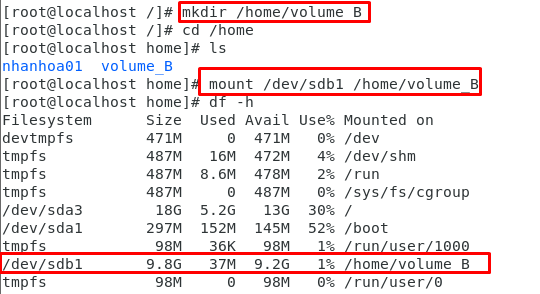 [root@localhost /]# mkdir /home/volume_B
[root@localhost /]# cd /home
[root@localhost home]# ls
nhanhoa01  volume_B
[root@localhost home]# mount /dev/sdb1 /home/volume_B
[root@localhost home]# df -h
Filesystem      Size  Used Avail Use% Mounted on
devtmpfs        471M     0  471M   0% /dev
tmpfs           487M   16M  472M   4% /dev/shm
tmpfs           487M  8.6M  478M   2% /run
tmpfs           487M     0  487M   0% /sys/fs/cgroup
/dev/sda3        18G  5.2G   13G  30% /
/dev/sda1       297M  152M  145M  52% /boot
tmpfs            98M   36K   98M   1% /run/user/1000
/dev/sdb1       9.8G   37M  9.2G   1% /home/volume_B
tmpfs            98M     0   98M   0% /run/user/0